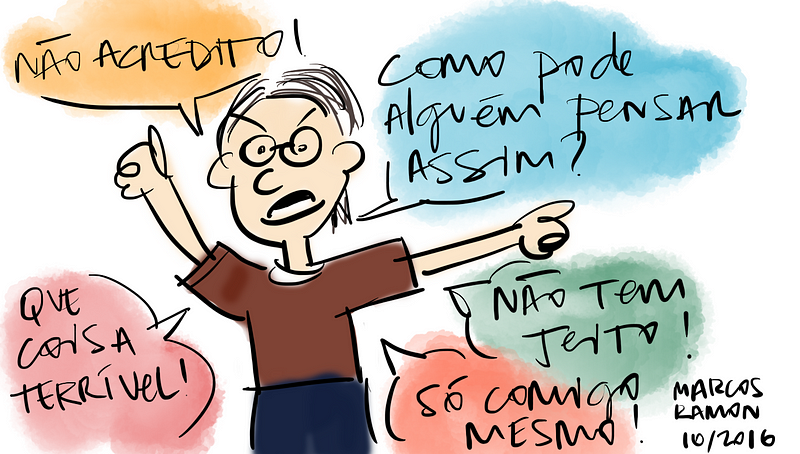 NÃO ACREDITO!
COMO pode
Alguém PENSAR
ASSIM?
QUE
COISA
TERRÍVEL!
NÃO TEM
JEITO!
SÓ COMIGO
MESMO!
MARCOS
RAMON
10/2016